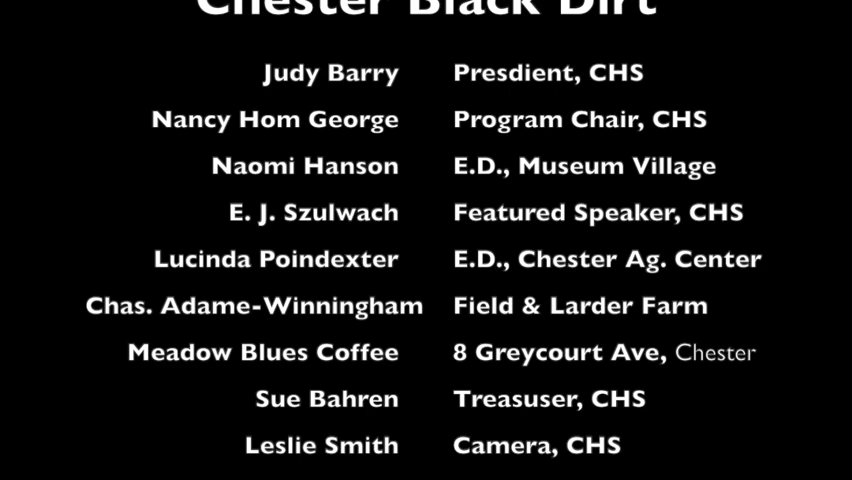 Chester Black Dirt
Judy Barry Presdient, CHS
Nancy Hom George Program Chair, CHS
Naomi Hanson E.D., Museum Village
E. J. Szulwach Featured Speaker, CHS
Lucinda Poindexter E.D., Chester Ag. Center
Chas. Adame-Winningham Field & Larder Farm
Meadow Blues Coffee 8 Greycourt Ave, Chester
Sue Bahren Treasuser, CHS
Leslie Smith Camera, CHS